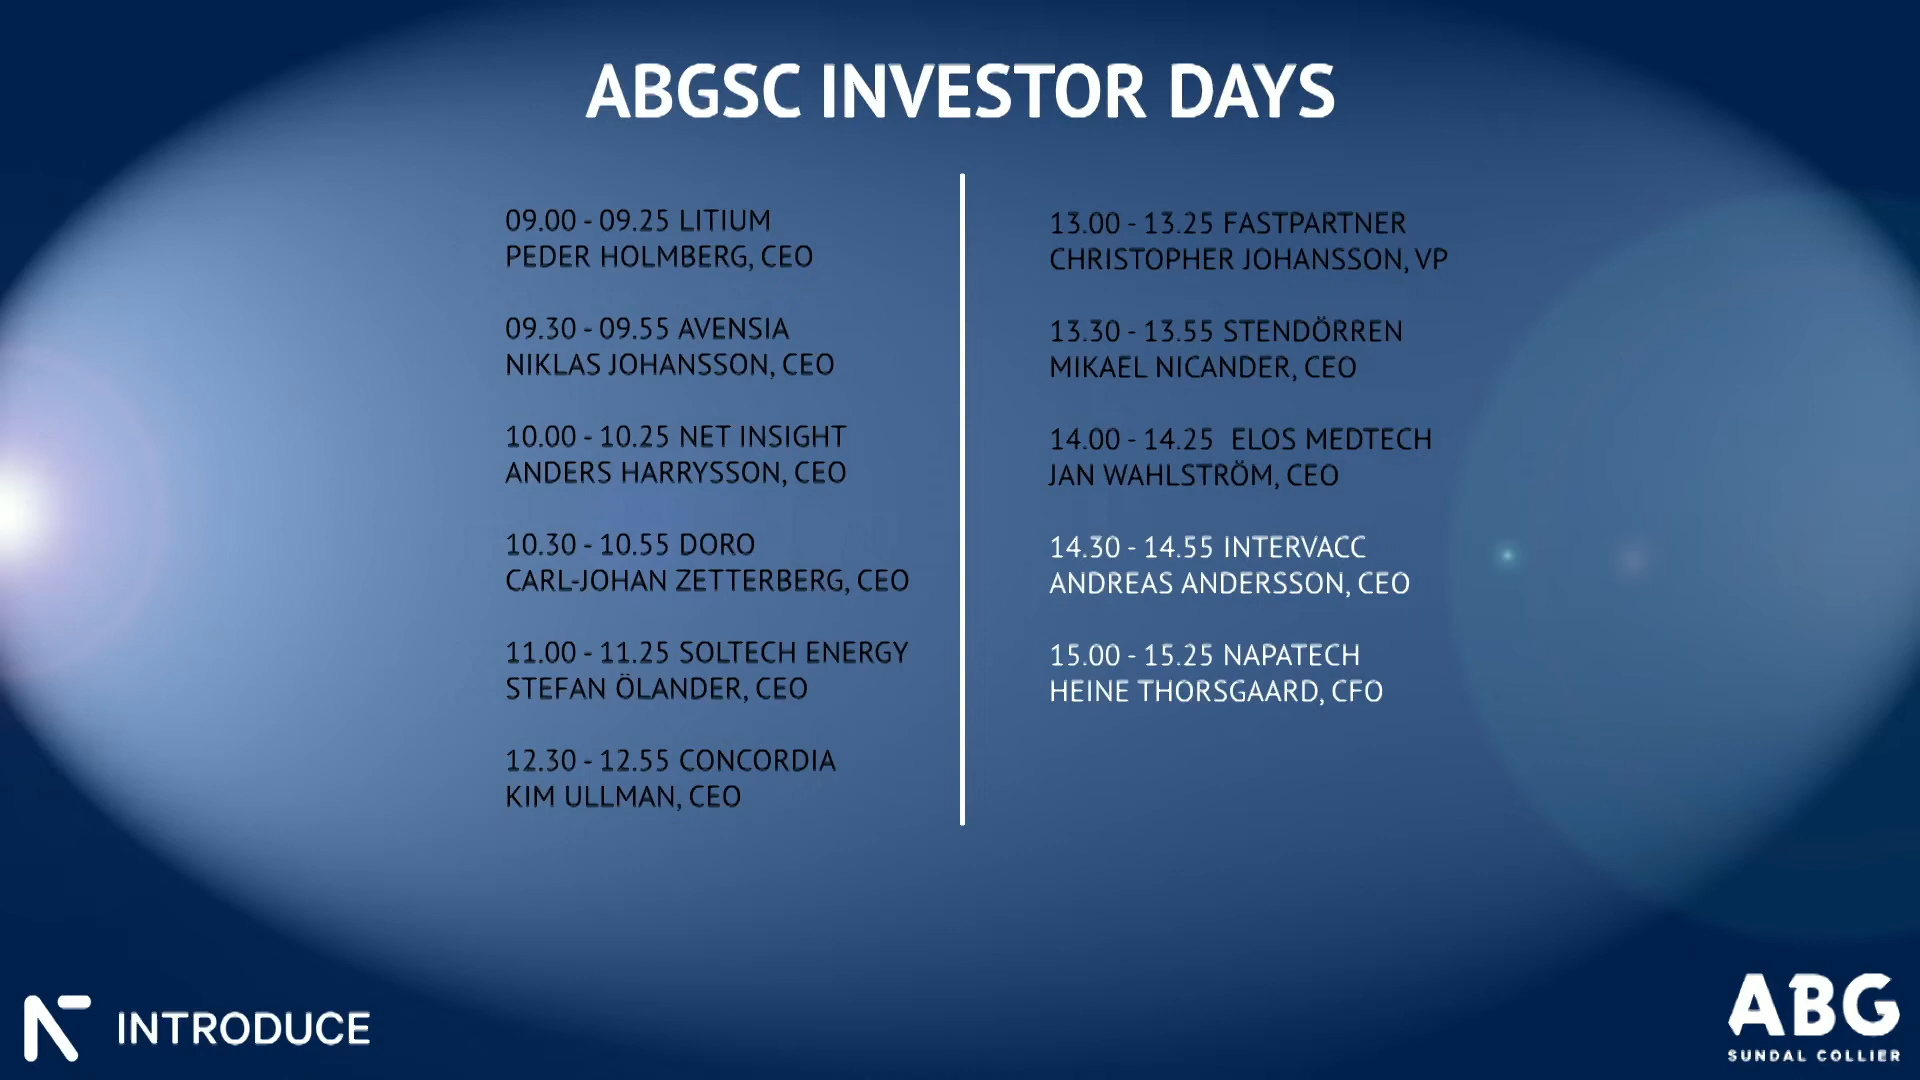 ABGSC INVESTOR DAYS
09.00 - 09.25 LITIUM
PEDER HOLMBERG, CEO
09.30 - 09.55 AVENSIA
NIKLAS JOHANSSON, CEO
10.00 - 10.25 NET INSIGHT
ANDERS HARRYSSON, CEO
10.30 - 10.55 DORO
CARL-JOHAN ZETTERBERG, CEO
11.00 - 11.25 SOLTECH ENERGY
STEFAN ÖLANDER, CEO
12.30 - 12.55 CONCORDIA
KIM ULLMAN, CEO
13.00 - 13.25 FASTPARTNER
CHRISTOPHER JOHANSSON, VP
13.30 - 13.55 STENDÖRREN
MIKAEL NICANDER, CEO
14.00 - 14.25 ELOS MEDTECH
JAN WAHLSTRÖM, CEO
14.30 - 14.55 INTERVACC
ANDREAS ANDERSSON, CEO
15.00 - 15.25 NAPATECH
HEINE THORSGAARD, CFO
INTRODUCE
ABG
SUNDAL COLLIER